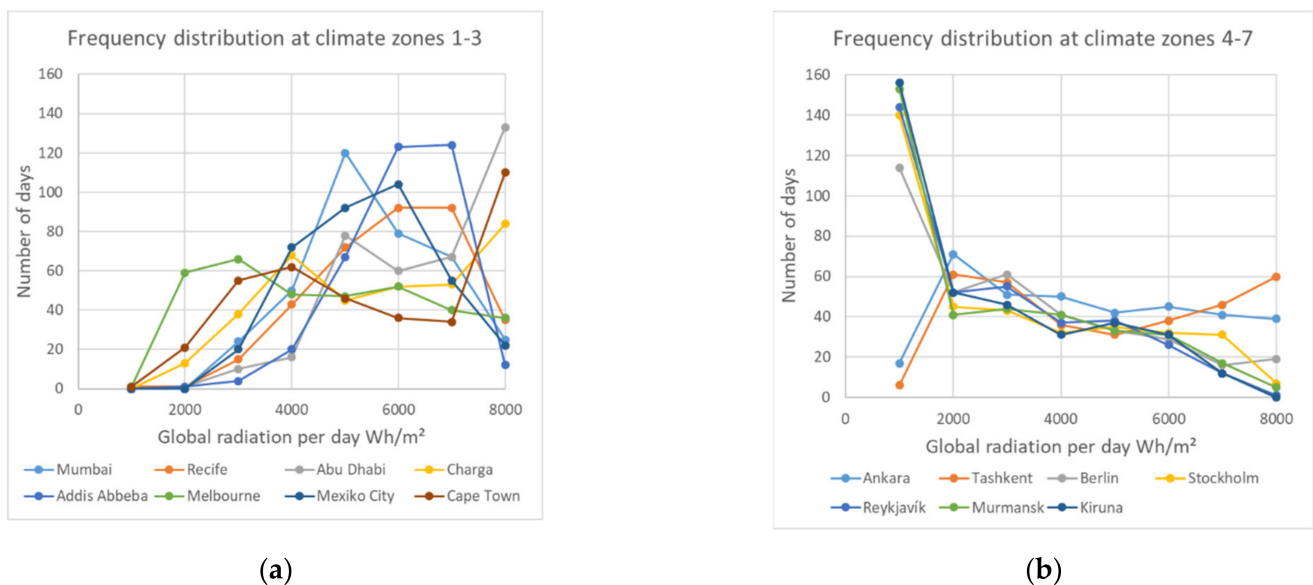 Frequency distribution at climate zones 1-3
160
140
120
100
80
60
40
20
0
Number of days
0 2000 4000 6000 8000
Global radiation per day Wh/m²
Mumbai Recife Abu Dhabi Charga
Addis Abbeba Melbourne Mexiko City Cape Town
(a)
Frequency distribution at climate zones 4-7
160
140
120
100
80
60
40
20
0
Number of days
0 2000 4000 6000 8000
Global radiation per day Wh/m²
Ankara Tashkent Berlin Stockholm
Reykjavík Murmansk Kiruna
(b)